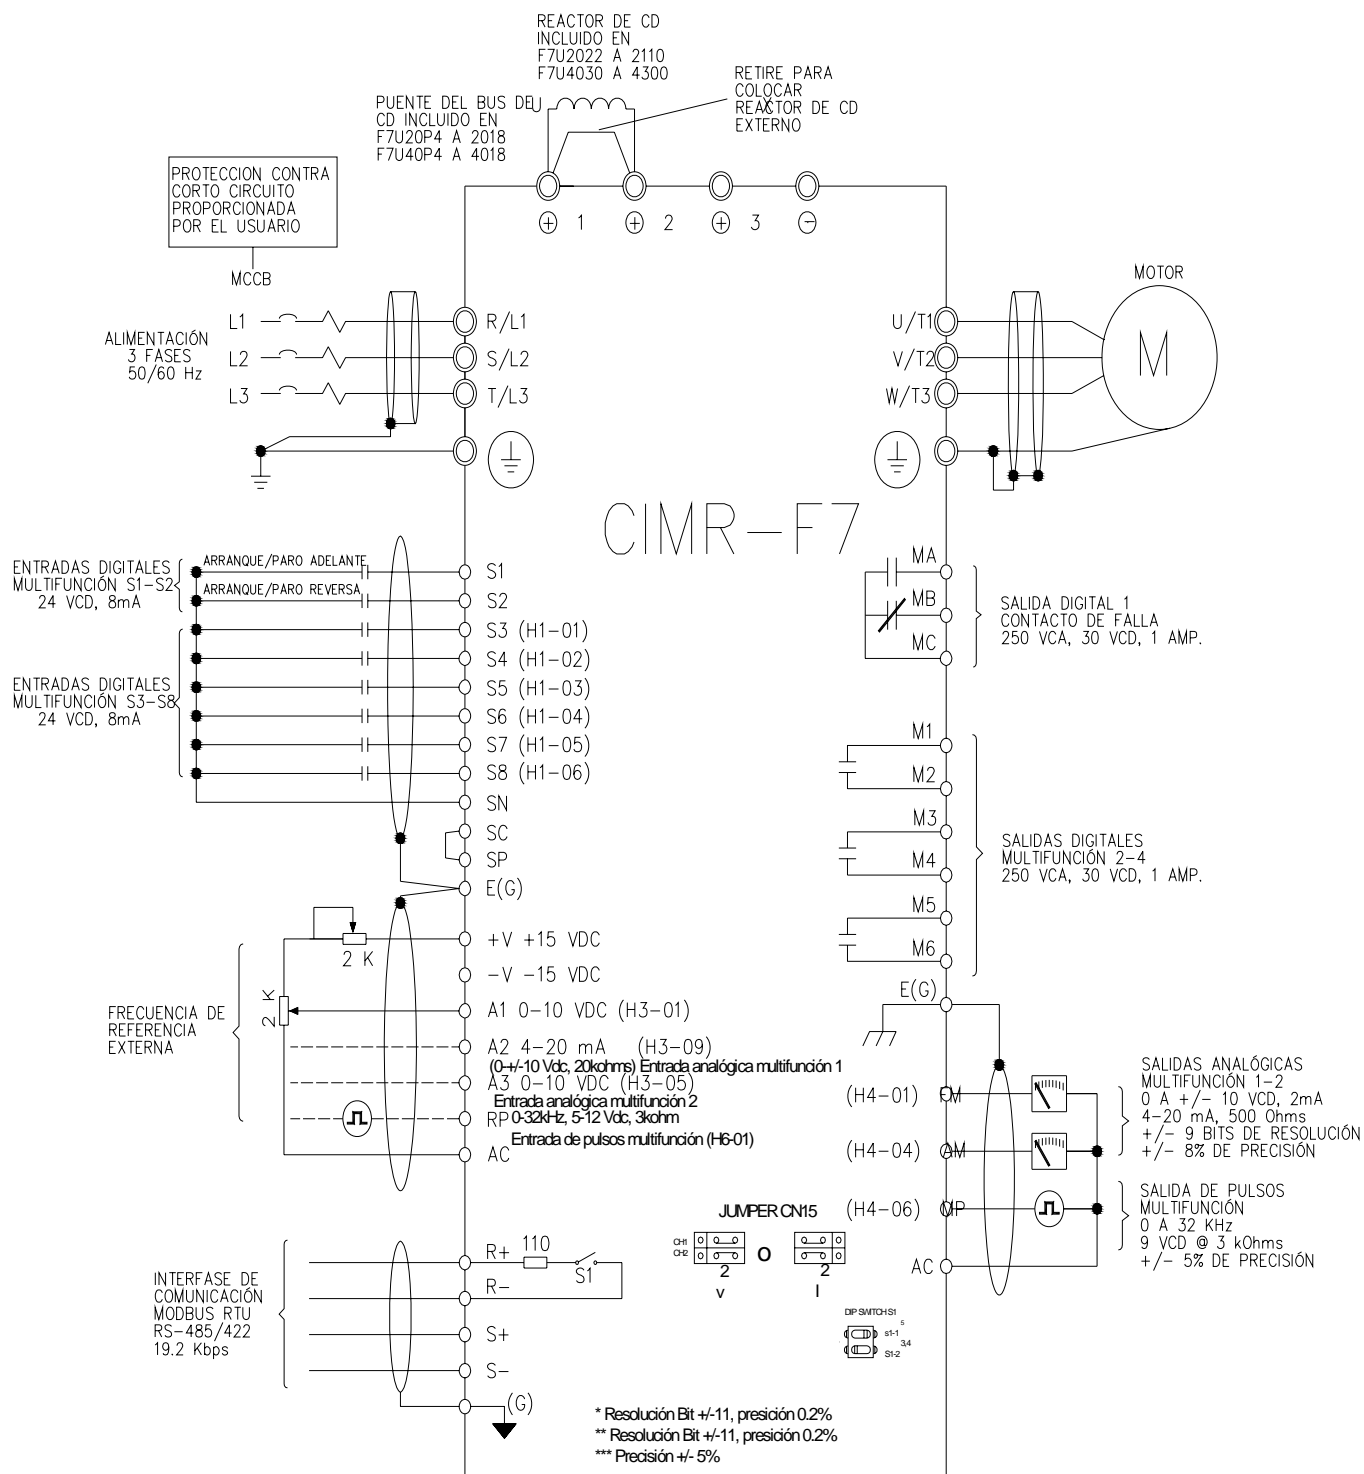 REACTOR DE CD
INCLUIDO EN
F7U2022 A 2110
F7U4030 A 4300
RETIRE PARA
COLOCAR
REACTOR DE CD
EXTERNO
X
PUENTE DEL BUS DE
CD INCLUIDO EN
F7U20P4 A 2018
F7U40P4 A 4018
U
PROTECCION CONTRA
CORTO CIRCUITO
PROPORCIONADA
POR EL USUARIO
MCCB
+ 1
+ 2
+ 3
-
MOTOR
M
ALIMENTACIÓN
3 FASES
50/60 Hz
L1
L2
L3
R/L1
S/L2
T/L3
U/T1
V/T2
W/T3
CIMR-F7
ENTRADAS DIGITALES
MULTIFUNCIÓN S1-S2
24 VCD, 8mA
ARRANQUE/PARO ADELANTE
ARRANQUE/PARO REVERSA
ENTRADAS DIGITALES
MULTIFUNCIÓN S3-S8
24 VCD, 8mA
S1
S2
S3 (H1-01)
S4 (H1-02)
S5 (H1-03)
S6 (H1-04)
S7 (H1-05)
S8 (H1-06)
SN
SC
SP
E(G)
MA
MB
MC
SALIDA DIGITAL 1
CONTACTO DE FALLA
250 VCA, 30 VCD, 1 AMP.
M1
M2
M3
M4
M5
M6
SALIDAS DIGITALES
MULTIFUNCIÓN 2-4
250 VCA, 30 VCD, 1 AMP.
E(G)
FRECUENCIA DE
REFERENCIA
EXTERNA
2 K
2 K
+V +15 VDC
-V -15 VDC
A1 0-10 VDC (H3-01)
A2 4-20 mA (H3-09)
(0-+/-10 Vdc, 20kohms) Entrada analógica multifunción 1
A3 0-10 VDC (H3-05)
Entrada analógica multifunción 2
RP 0-32kHz, 5-12 Vdc, 3kohm
Entrada de pulsos multifunción (H6-01)
AC
(H4-01) FM
(H4-04) AM
(H4-06) MP
AC
SALIDAS ANALÓGICAS
MULTIFUNCIÓN 1-2
0 A +/- 10 VCD, 2mA
4-20 mA, 500 Ohms
+/- 9 BITS DE RESOLUCIÓN
+/- 8% DE PRECISIÓN
SALIDA DE PULSOS
MULTIFUNCIÓN
0 A 32 KHz
9 VCD @ 3 kOhms
+/- 5% DE PRECISIÓN
INTERFASE DE
COMUNICACIÓN
MODBUS RTU
RS-485/422
19.2 Kbps
R+
110
S1
R-
S+
S-
(G)
JUMPER CN15
CH1
CH2
O
2
2
v
I
DIP SWITCH S1
5
s1-1
3,4
S1-2
* Resolución Bit +/-11, presición 0.2%
** Resolución Bit +/-11, presición 0.2%
*** Precisión +/- 5%